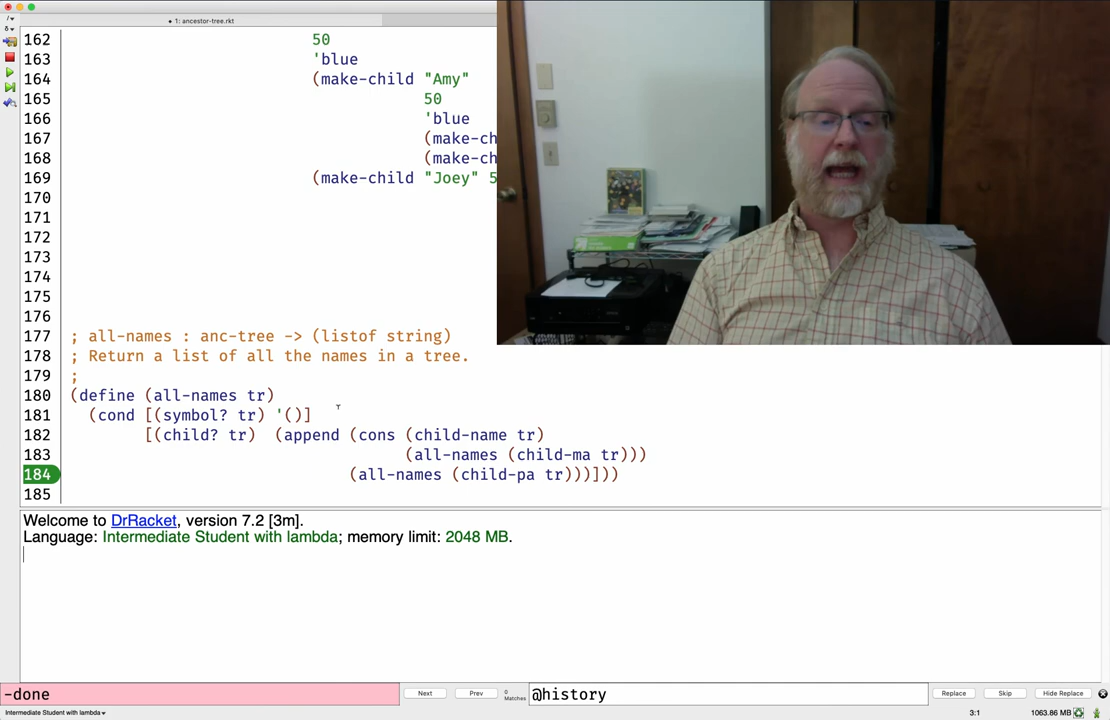 1: ancestor-tree.rkt
162 50
163 'blue
164 (make-child "Amy"
165 50
166 'blue
167 (make-ch
168 (make-ch
169 (make-child "Joey" 5
170
171
172
173
174
175
176
177 ; all-names : anc-tree -> (listof string)
178 ; Return a list of all the names in a tree.
179 ;
180 (define (all-names tr)
181 (cond [(symbol? tr) '()]
182 [(child? tr) (append (cons (child-name tr)
183 (all-names (child-ma tr)))
184 (all-names (child-pa tr)))]))
185
Welcome to DrRacket, version 7.2 [3m].
Language: Intermediate Student with lambda; memory limit: 2048 MB.
-done Next Prev 0 Matches @history Replace Skip Hide Replace
Intermediate Student with lambda 3:1 1063.86 MB